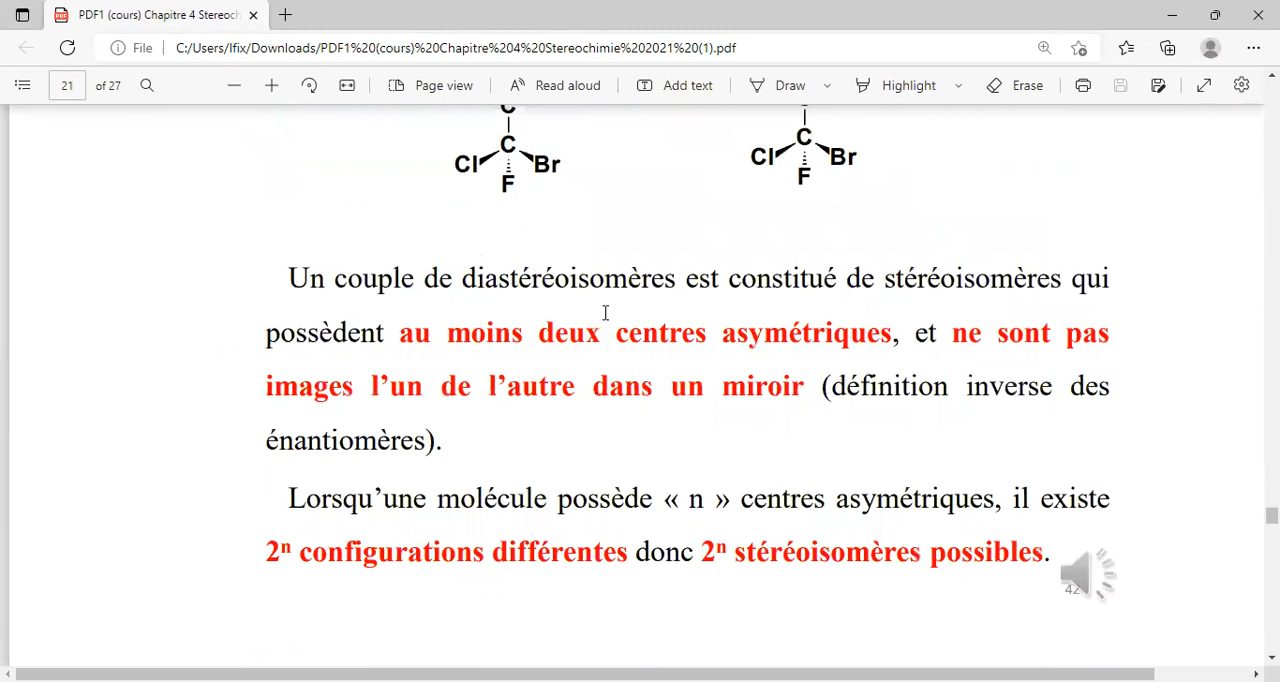 PDF1 (cours) Chapitre 4 Stereoch
File C:/Users/Ifix/Downloads/PDF1%20(cours)%20Chapitre%204%20Stereochimie%202021%20(1).pdf
21 of 27 Page view Read aloud Add text Draw Highlight Erase
C C
C C
Cl Br Cl Br
F F
Un couple de diastéréoisomères est constitué de stéréoisomères qui
possèdent au moins deux centres asymétriques, et ne sont pas
images l’un de l’autre dans un miroir (définition inverse des
énantiomères).
Lorsqu’une molécule possède « n » centres asymétriques, il existe
2ⁿ configurations différentes donc 2ⁿ stéréoisomères possibles.
42